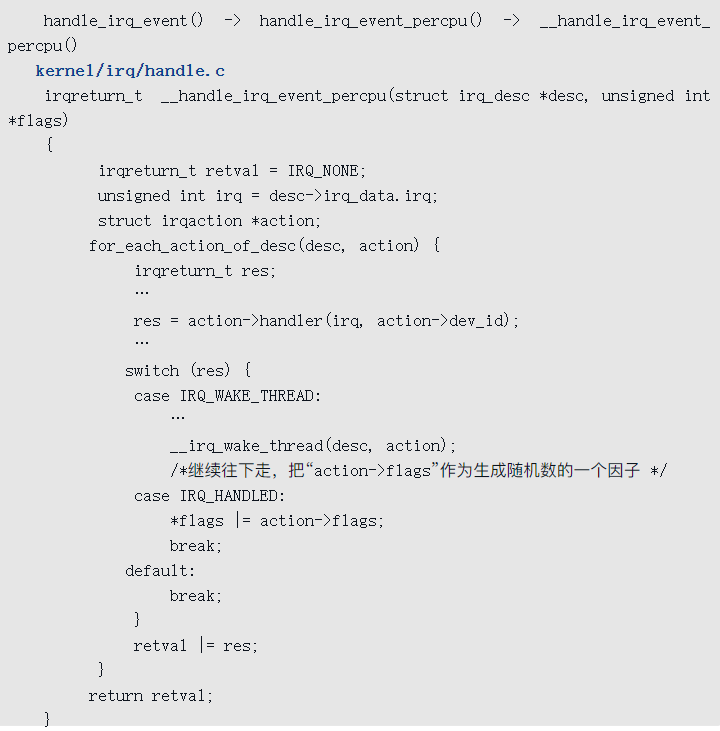 handle_irq_event() -> handle_irq_event_percpu() -> __handle_irq_event_
percpu()
kernel/irq/handle.c
irqreturn_t __handle_irq_event_percpu(struct irq_desc *desc, unsigned int
*flags)
{
irqreturn_t retval = IRQ_NONE;
unsigned int irq = desc->irq_data.irq;
struct irqaction *action;
for_each_action_of_desc(desc, action) {
irqreturn_t res;
…
res = action->handler(irq, action->dev_id);
…
switch (res) {
case IRQ_WAKE_THREAD:
…
__irq_wake_thread(desc, action);
/*继续往下走，把“action->flags”作为生成随机数的一个因子 */
case IRQ_HANDLED:
*flags |= action->flags;
break;
default:
break;
}
retval |= res;
}
return retval;
}